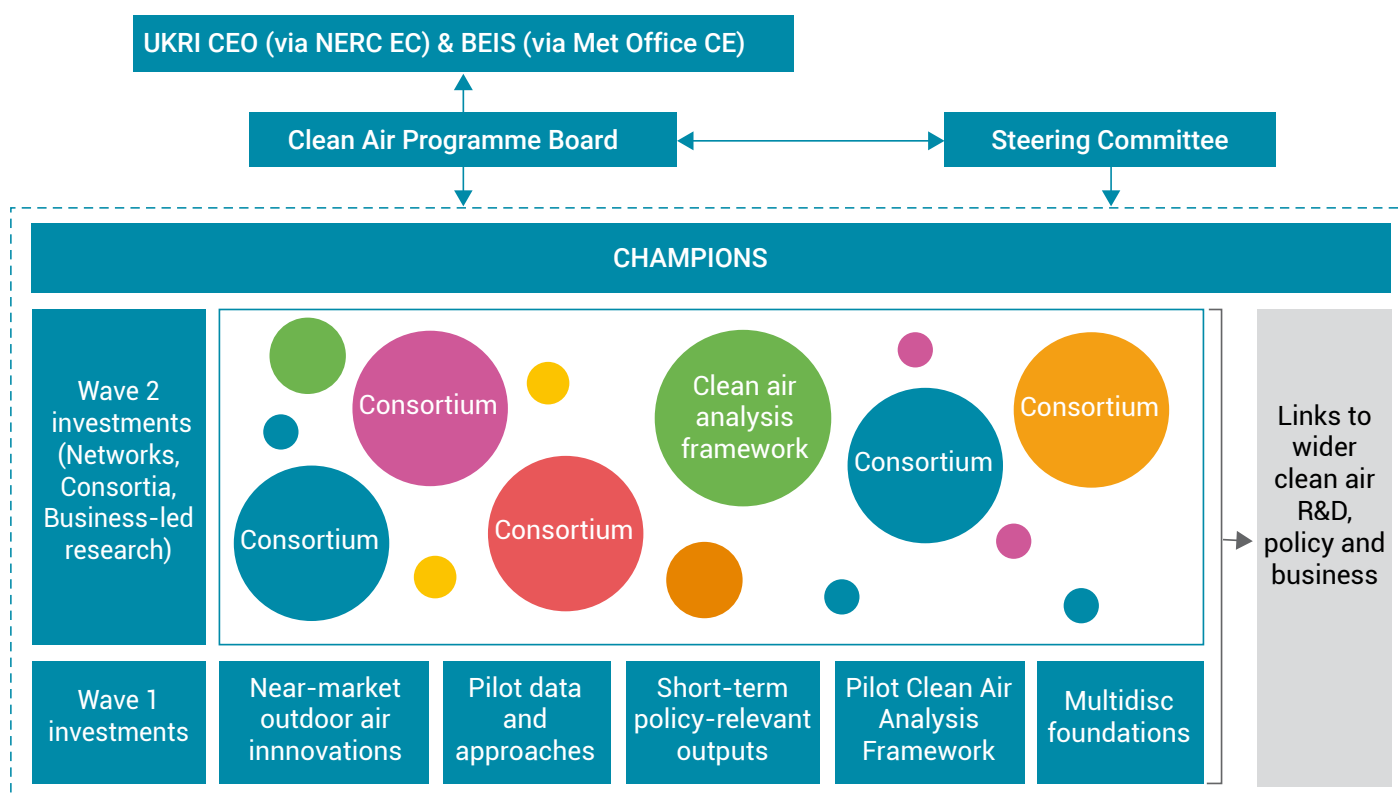 UKRI CEO (via NERC EC) & BEIS (via Met Office CE)
Clean Air Programme Board
Steering Committee
CHAMPIONS
Wave 2
investments
(Networks,
Consortia,
Business-led
research)
Consortium
Consortium
Consortium
Clean air
analysis
framework
Consortium
Consortium
Links to
wider
clean air
R&D,
policy and
business
Wave 1
investments
Near-market
outdoor air
innnovations
Pilot data
and
approaches
Short-term
policy-relevant
outputs
Pilot Clean Air
Analysis
Framework
Multidisc
foundations